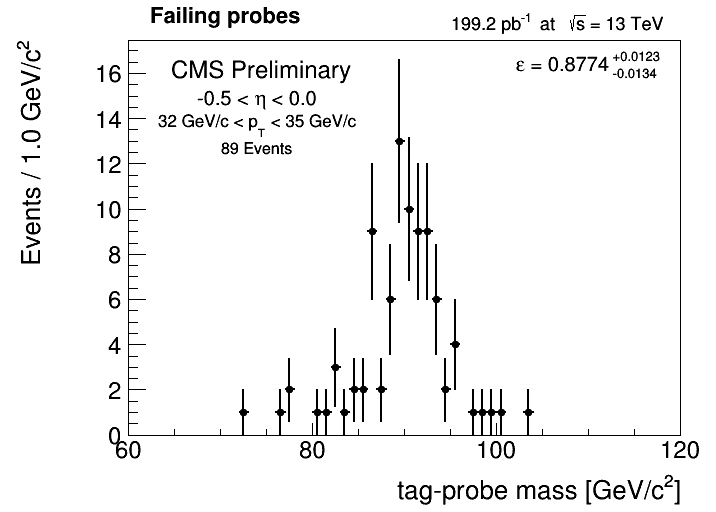 Failing probes
199.2 pb⁻¹ at √s = 13 TeV
CMS Preliminary
ε = 0.8774 +0.0123 -0.0134
-0.5 < η < 0.0
32 GeV/c < p_T < 35 GeV/c
89 Events
Events / 1.0 GeV/c²
16
14
12
10
8
6
4
2
0
60 80 100 120
tag-probe mass [GeV/c²]